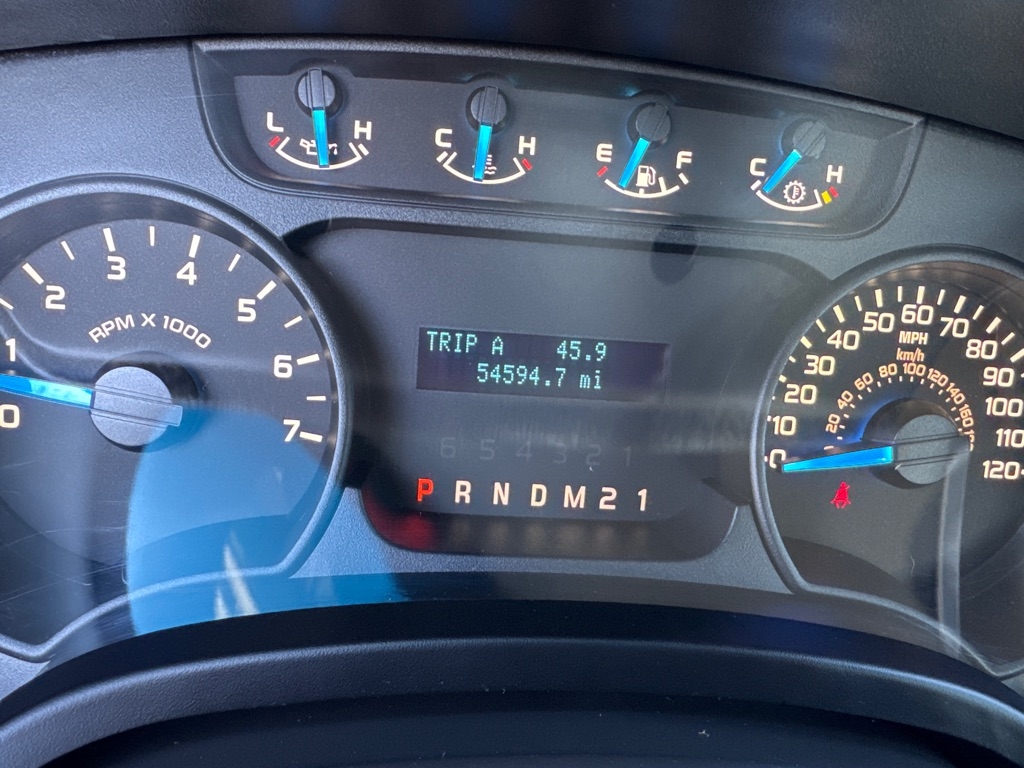 L H
C H
E F
C H
0 1 2 3 4 5 6 7
RPM X 1000
TRIP A 45.9
54594.7 mi
6 5 4 3 2 1
P R N D M 2 1
0 10 20 30 40 50 60 70 80 90 100 110 120
MPH
km/h
20 40 60 80 100 120 140 160